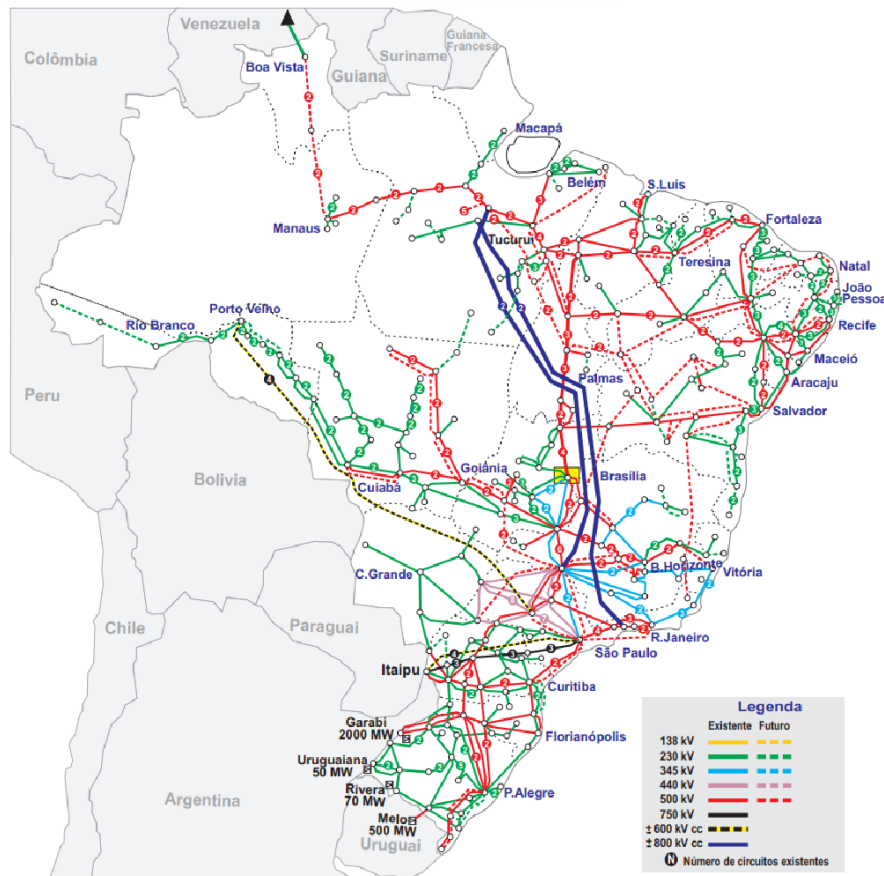 Venezuela
Colômbia
Boa Vista
Guiana
Suriname
Guiana
Francesa
Macapá
Belém
S.Luis
Fortaleza
Manaus
Tucuruí
Teresina
Natal
João
Pessoa
Recife
Maceió
Aracaju
Salvador
Porto Velho
Rio Branco
Peru
Palmas
Bolivia
Cuiabá
Goiânia
Brasília
C.Grande
B.Horizonte
Vitória
Paraguai
Chile
R.Janeiro
São Paulo
Itaipu
Curitiba
Garabi
2000 MW
Florianópolis
Uruguaiana
50 MW
Rivera
70 MW
P.Alegre
Melo
500 MW
Argentina
Uruguai
Legenda
Existente Futuro
138 kV
230 kV
345 kV
440 kV
500 kV
750 kV
± 600 kV cc
± 800 kV cc
N Número de circuitos existentes